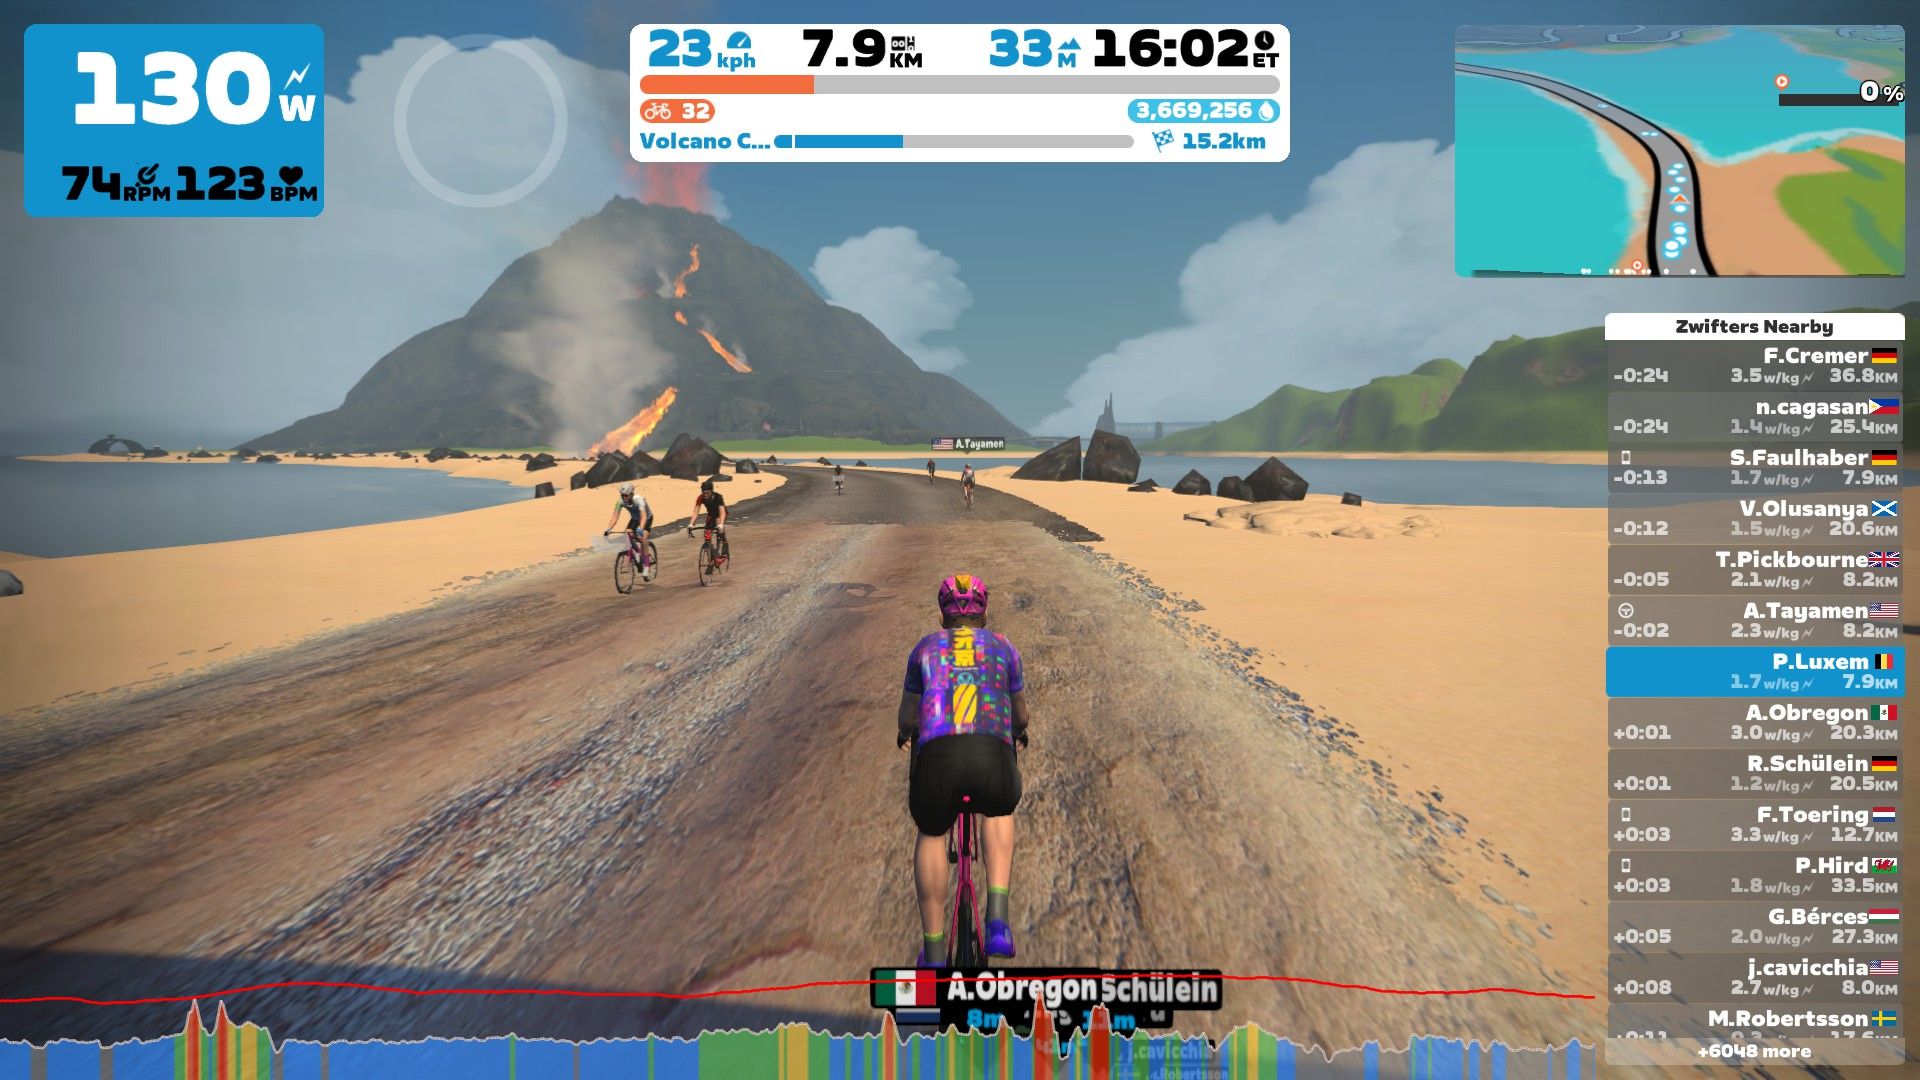 130 W
74 RPM 123 BPM
23 kph 7.9 KM 33 M 16:02 ET
32 3,669,256
Volcano C... 15.2km
0 %
A.Tayamen
Zwifters Nearby
F.Cremer
-0:24 3.5 w/kg 36.8 KM
n.cagasan
-0:24 1.4 w/kg 25.4 KM
S.Faulhaber
-0:13 1.7 w/kg 7.9 KM
V.Olusanya
-0:12 1.5 w/kg 20.6 KM
T.Pickbourne
-0:05 2.1 w/kg 8.2 KM
A.Tayamen
-0:02 2.3 w/kg 8.2 KM
P.Luxem
1.7 w/kg 7.9 KM
A.Obregon
+0:01 3.0 w/kg 20.3 KM
R.Schülein
+0:01 1.2 w/kg 20.5 KM
F.Toering
+0:03 3.3 w/kg 12.7 KM
P.Hird
+0:03 1.8 w/kg 33.5 KM
G.Bérces
+0:05 2.0 w/kg 27.3 KM
j.cavicchia
+0:08 2.7 w/kg 8.0 KM
M.Robertsson
+6048 more
A.Obregon Schülein
8m
j.cavicchia
.Robertsson